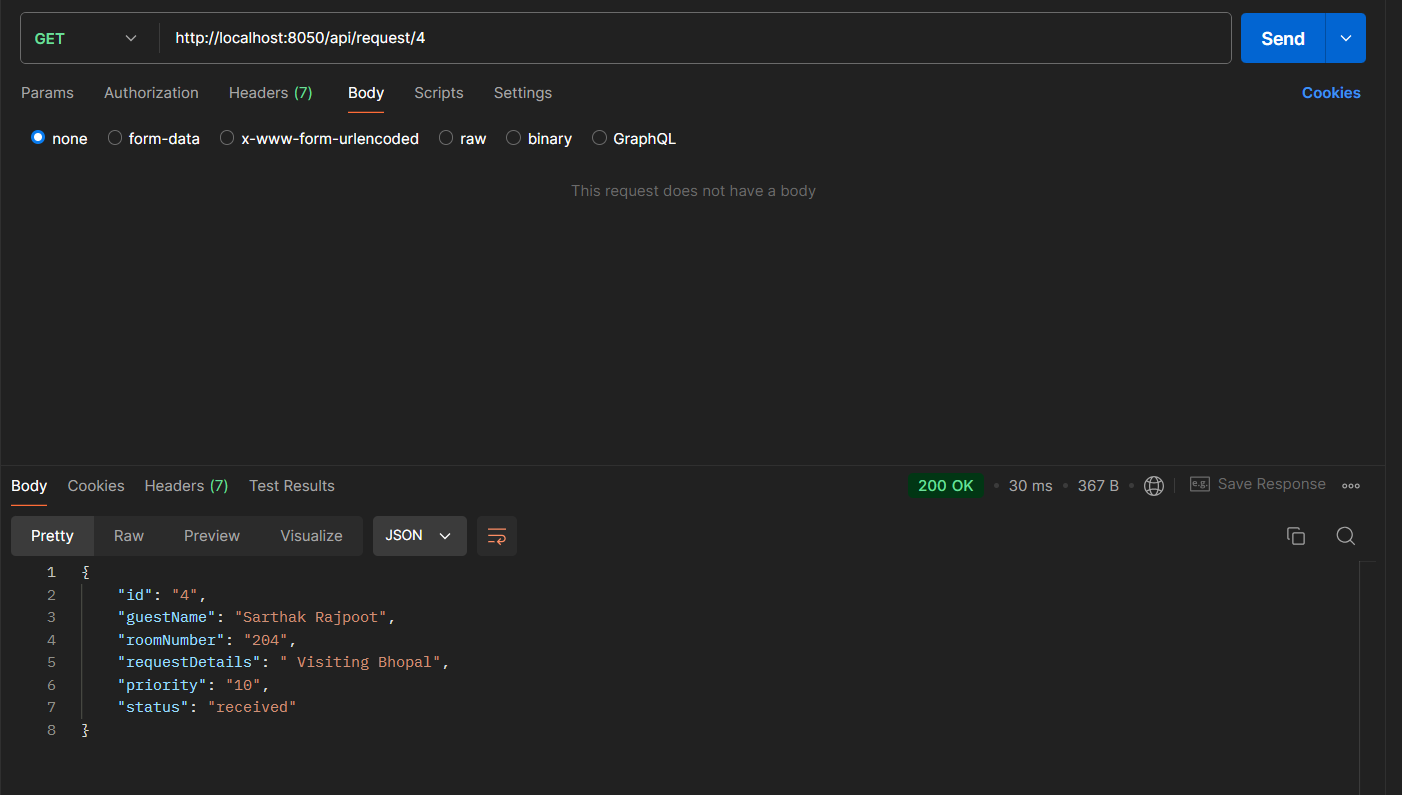 GET http://localhost:8050/api/request/4 Send
Params Authorization Headers (7) Body Scripts Settings Cookies
none form-data x-www-form-urlencoded raw binary GraphQL
This request does not have a body
Body Cookies Headers (7) Test Results 200 OK • 30 ms • 367 B • e.g. Save Response
Pretty Raw Preview Visualize JSON
1 {
2 "id": "4",
3 "guestName": "Sarthak Rajpoot",
4 "roomNumber": "204",
5 "requestDetails": " Visiting Bhopal",
6 "priority": "10",
7 "status": "received"
8 }